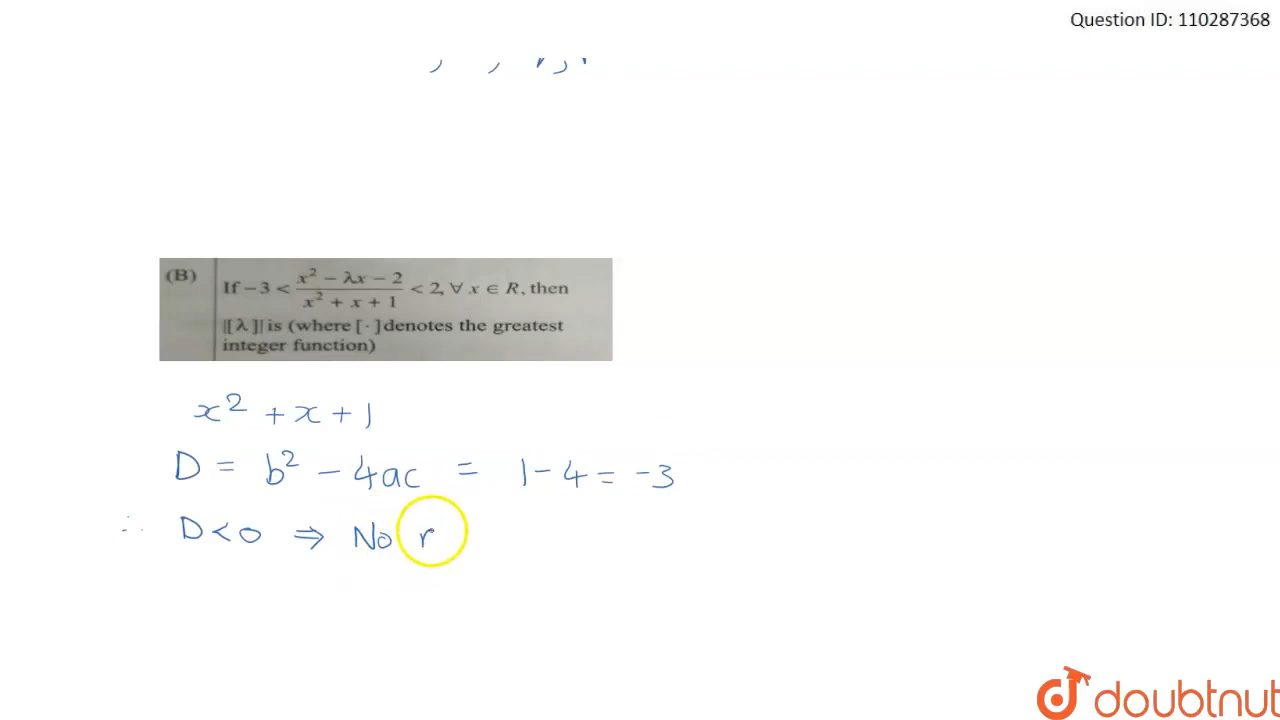 Question ID: 110287368
(B) If −3 < (x² − λx − 2)/(x² + x + 1) < 2, ∀ x ∈ R, then
|[λ]| is (where [·] denotes the greatest
integer function)
x² + x + 1
D = b² − 4ac = 1 − 4 = −3
∴ D < 0 ⇒ No r
doubtnut